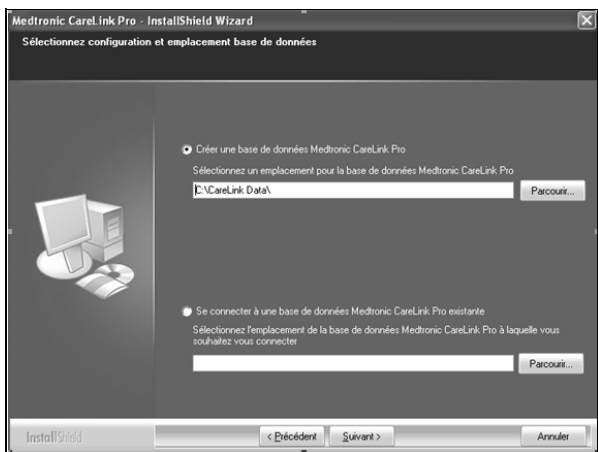 Medtronic CareLink Pro - InstallShield Wizard
Sélectionnez configuration et emplacement base de données
Créer une base de données Medtronic CareLink Pro
Sélectionnez un emplacement pour la base de données Medtronic CareLink Pro
C:\CareLink Data\
Parcourir...
Se connecter à une base de données Medtronic CareLink Pro existante
Sélectionnez l'emplacement de la base de données Medtronic CareLink Pro à laquelle vous
souhaitez vous connecter
Parcourir...
InstallShield
< Précédent
Suivant >
Annuler